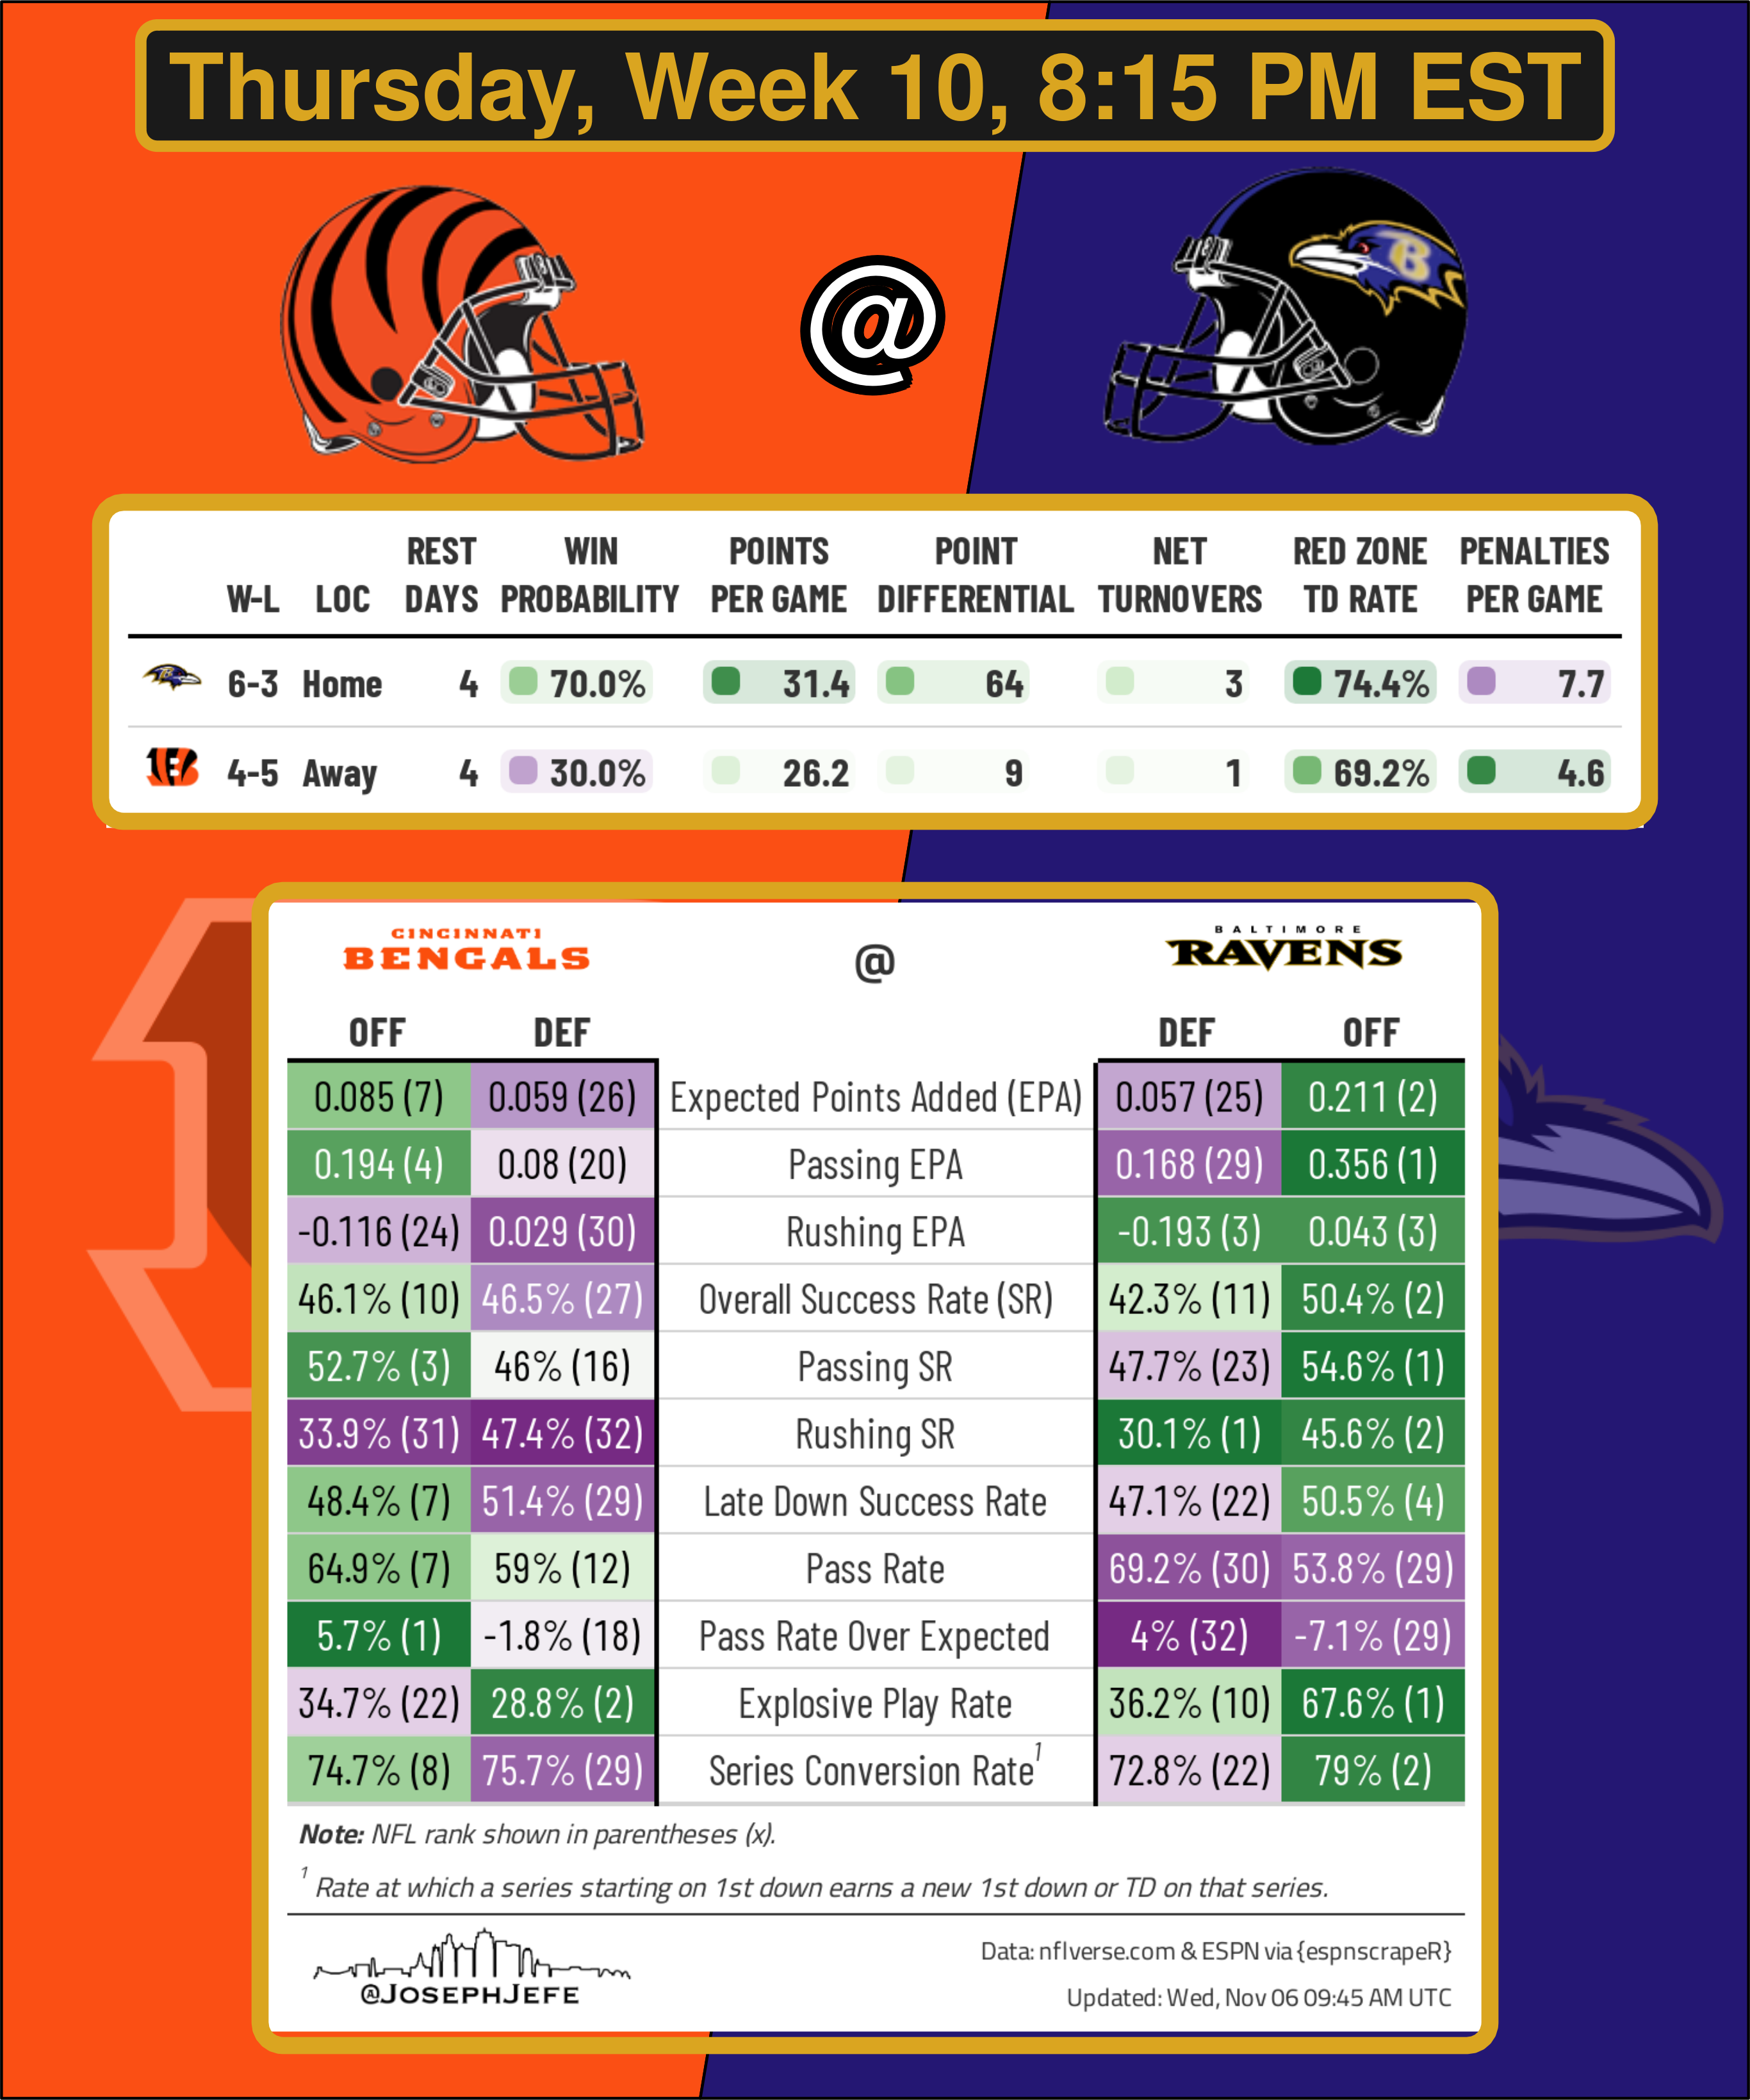 Thursday, Week 10, 8:15 PM EST
@
B
REST WIN POINTS POINT NET RED ZONE PENALTIES
W-L LOC DAYS PROBABILITY PER GAME DIFFERENTIAL TURNOVERS TD RATE PER GAME
6-3 Home 4 70.0% 31.4 64 3 74.4% 7.7
4-5 Away 4 30.0% 26.2 9 1 69.2% 4.6
CINCINNATI
BENGALS
@
BALTIMORE
RAVENS
OFF DEF DEF OFF
0.085 (7) 0.059 (26) Expected Points Added (EPA) 0.057 (25) 0.211 (2)
0.194 (4) 0.08 (20) Passing EPA 0.168 (29) 0.356 (1)
-0.116 (24) 0.029 (30) Rushing EPA -0.193 (3) 0.043 (3)
46.1% (10) 46.5% (27) Overall Success Rate (SR) 42.3% (11) 50.4% (2)
52.7% (3) 46% (16) Passing SR 47.7% (23) 54.6% (1)
33.9% (31) 47.4% (32) Rushing SR 30.1% (1) 45.6% (2)
48.4% (7) 51.4% (29) Late Down Success Rate 47.1% (22) 50.5% (4)
64.9% (7) 59% (12) Pass Rate 69.2% (30) 53.8% (29)
5.7% (1) -1.8% (18) Pass Rate Over Expected 4% (32) -7.1% (29)
34.7% (22) 28.8% (2) Explosive Play Rate 36.2% (10) 67.6% (1)
74.7% (8) 75.7% (29) Series Conversion Rate¹ 72.8% (22) 79% (2)
Note: NFL rank shown in parentheses (x).
¹ Rate at which a series starting on 1st down earns a new 1st down or TD on that series.
@JOSEPHJEFE
Data: nflverse.com & ESPN via {espnscrapeR}
Updated: Wed, Nov 06 09:45 AM UTC